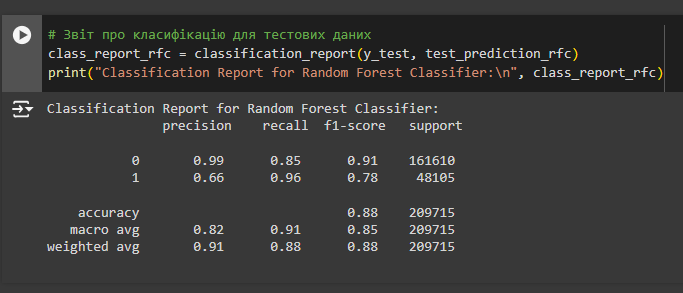 # Звіт про класифікацію для тестових даних
class_report_rfc = classification_report(y_test, test_prediction_rfc)
print("Classification Report for Random Forest Classifier:\n", class_report_rfc)
Classification Report for Random Forest Classifier:
precision recall f1-score support
0 0.99 0.85 0.91 161610
1 0.66 0.96 0.78 48105
accuracy 0.88 209715
macro avg 0.82 0.91 0.85 209715
weighted avg 0.91 0.88 0.88 209715